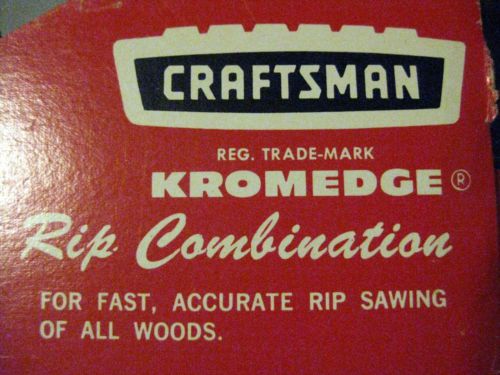 CRAFTSMAN
REG. TRADE-MARK
KROMEDGE ®
Rip Combination
FOR FAST, ACCURATE RIP SAWING
OF ALL WOODS.